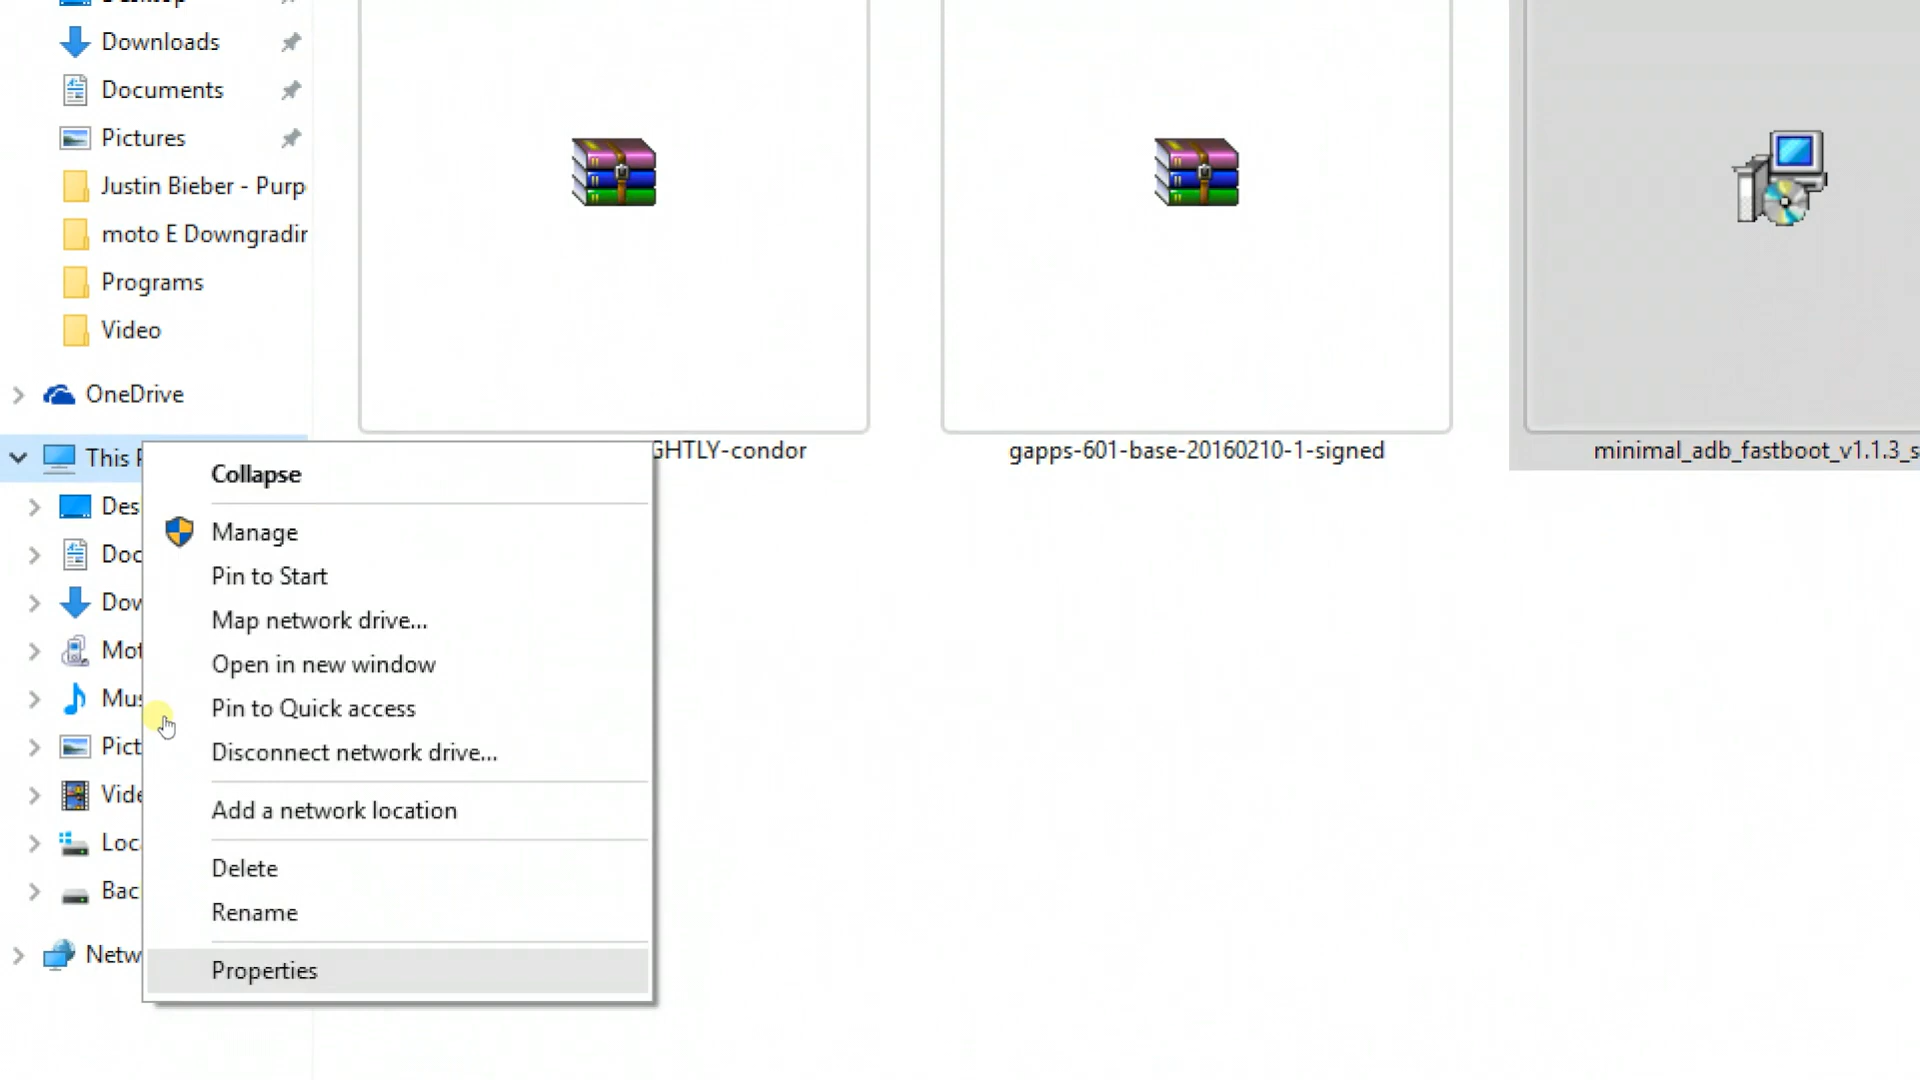 Desktop
Downloads
Documents
Pictures
Justin Bieber - Purp
moto E Downgradin
Programs
Video
OneDrive
This P
Des
Doc
Dow
Mot
Mus
Pict
Vide
Loc
Bac
Netw
Collapse
Manage
Pin to Start
Map network drive...
Open in new window
Pin to Quick access
Disconnect network drive...
Add a network location
Delete
Rename
Properties
GHTLY-condor
gapps-601-base-20160210-1-signed
minimal_adb_fastboot_v1.1.3_s